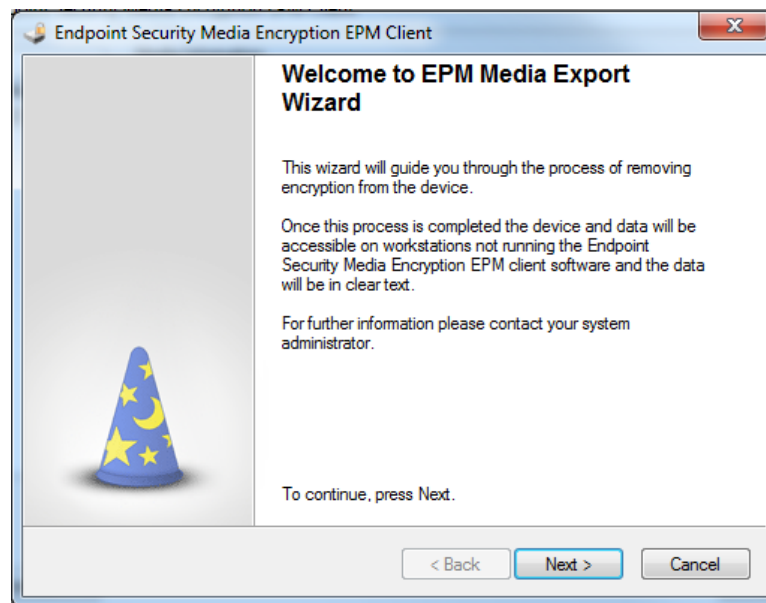 Endpoint Security Media Encryption EPM Client
Welcome to EPM Media Export
Wizard
This wizard will guide you through the process of removing
encryption from the device.
Once this process is completed the device and data will be
accessible on workstations not running the Endpoint
Security Media Encryption EPM client software and the data
will be in clear text.
For further information please contact your system
administrator.
To continue, press Next.
< Back
Next >
Cancel